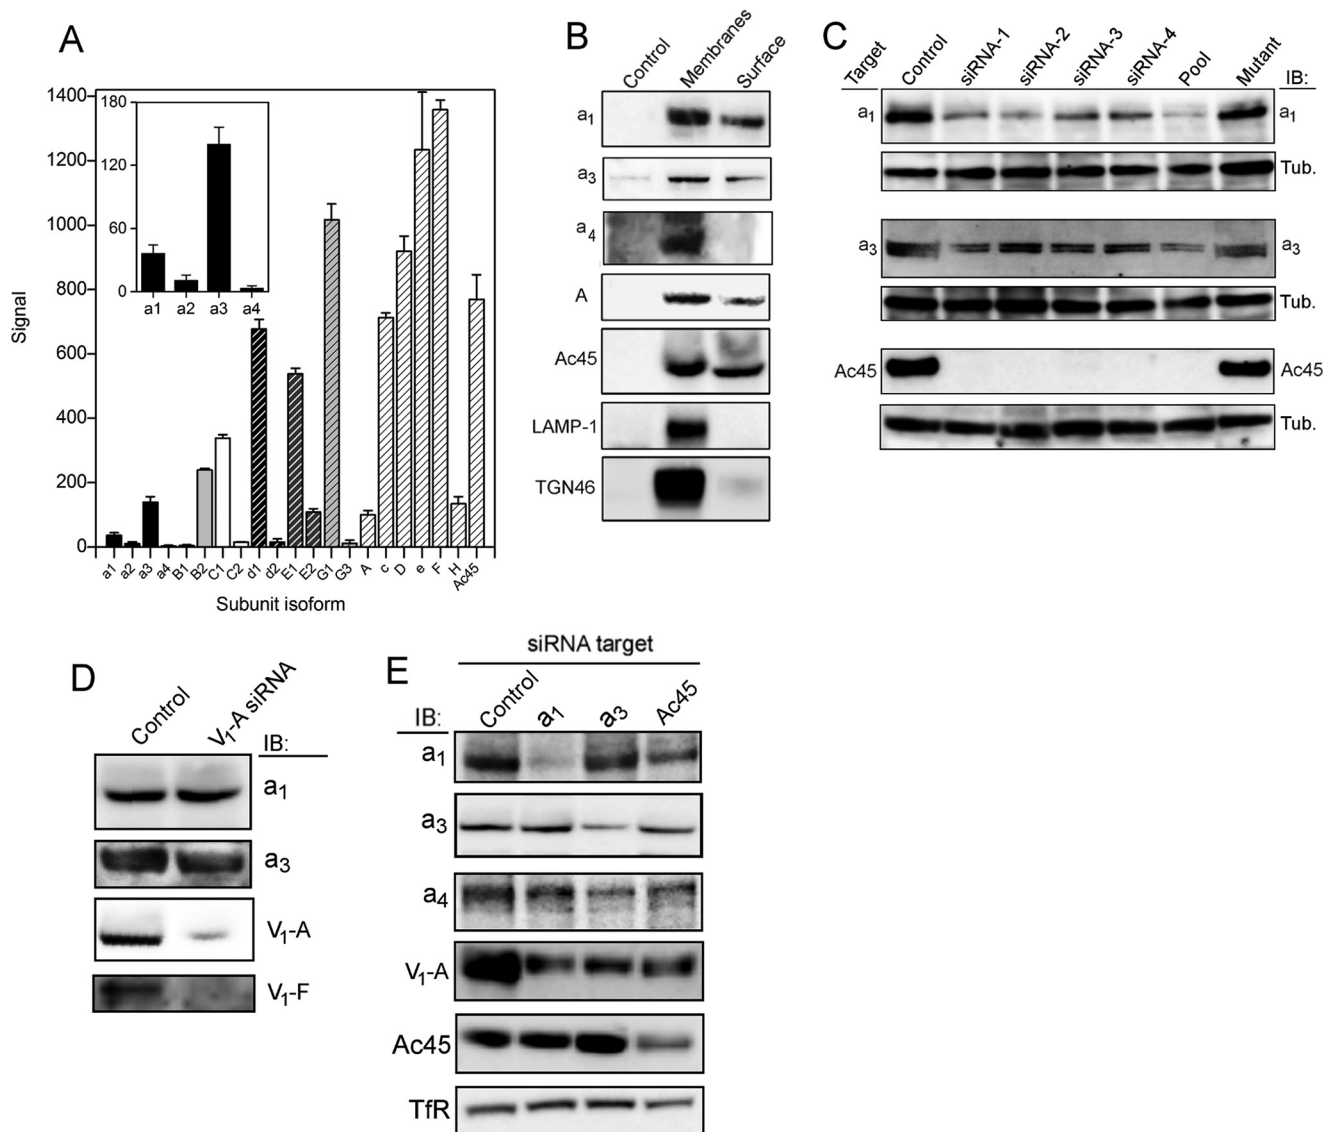 A
Signal
1400
1200
1000
800
600
400
200
0
180
120
60
0
a1 a2 a3 a4
a1 a2 a3 a4 B1 B2 C1 C2 d1 d2 E1 E2 G1 G3 A c D e F H Ac45
Subunit isoform
B
Control Membranes Surface
a1
a3
a4
A
Ac45
LAMP-1
TGN46
C
Target Control siRNA-1 siRNA-2 siRNA-3 siRNA-4 Pool Mutant IB:
a1 a1
Tub.
a3 a3
Tub.
Ac45 Ac45
Tub.
D
Control V1-A siRNA IB:
a1
a3
V1-A
V1-F
E
siRNA target
IB: Control a1 a3 Ac45
a1
a3
a4
V1-A
Ac45
TfR